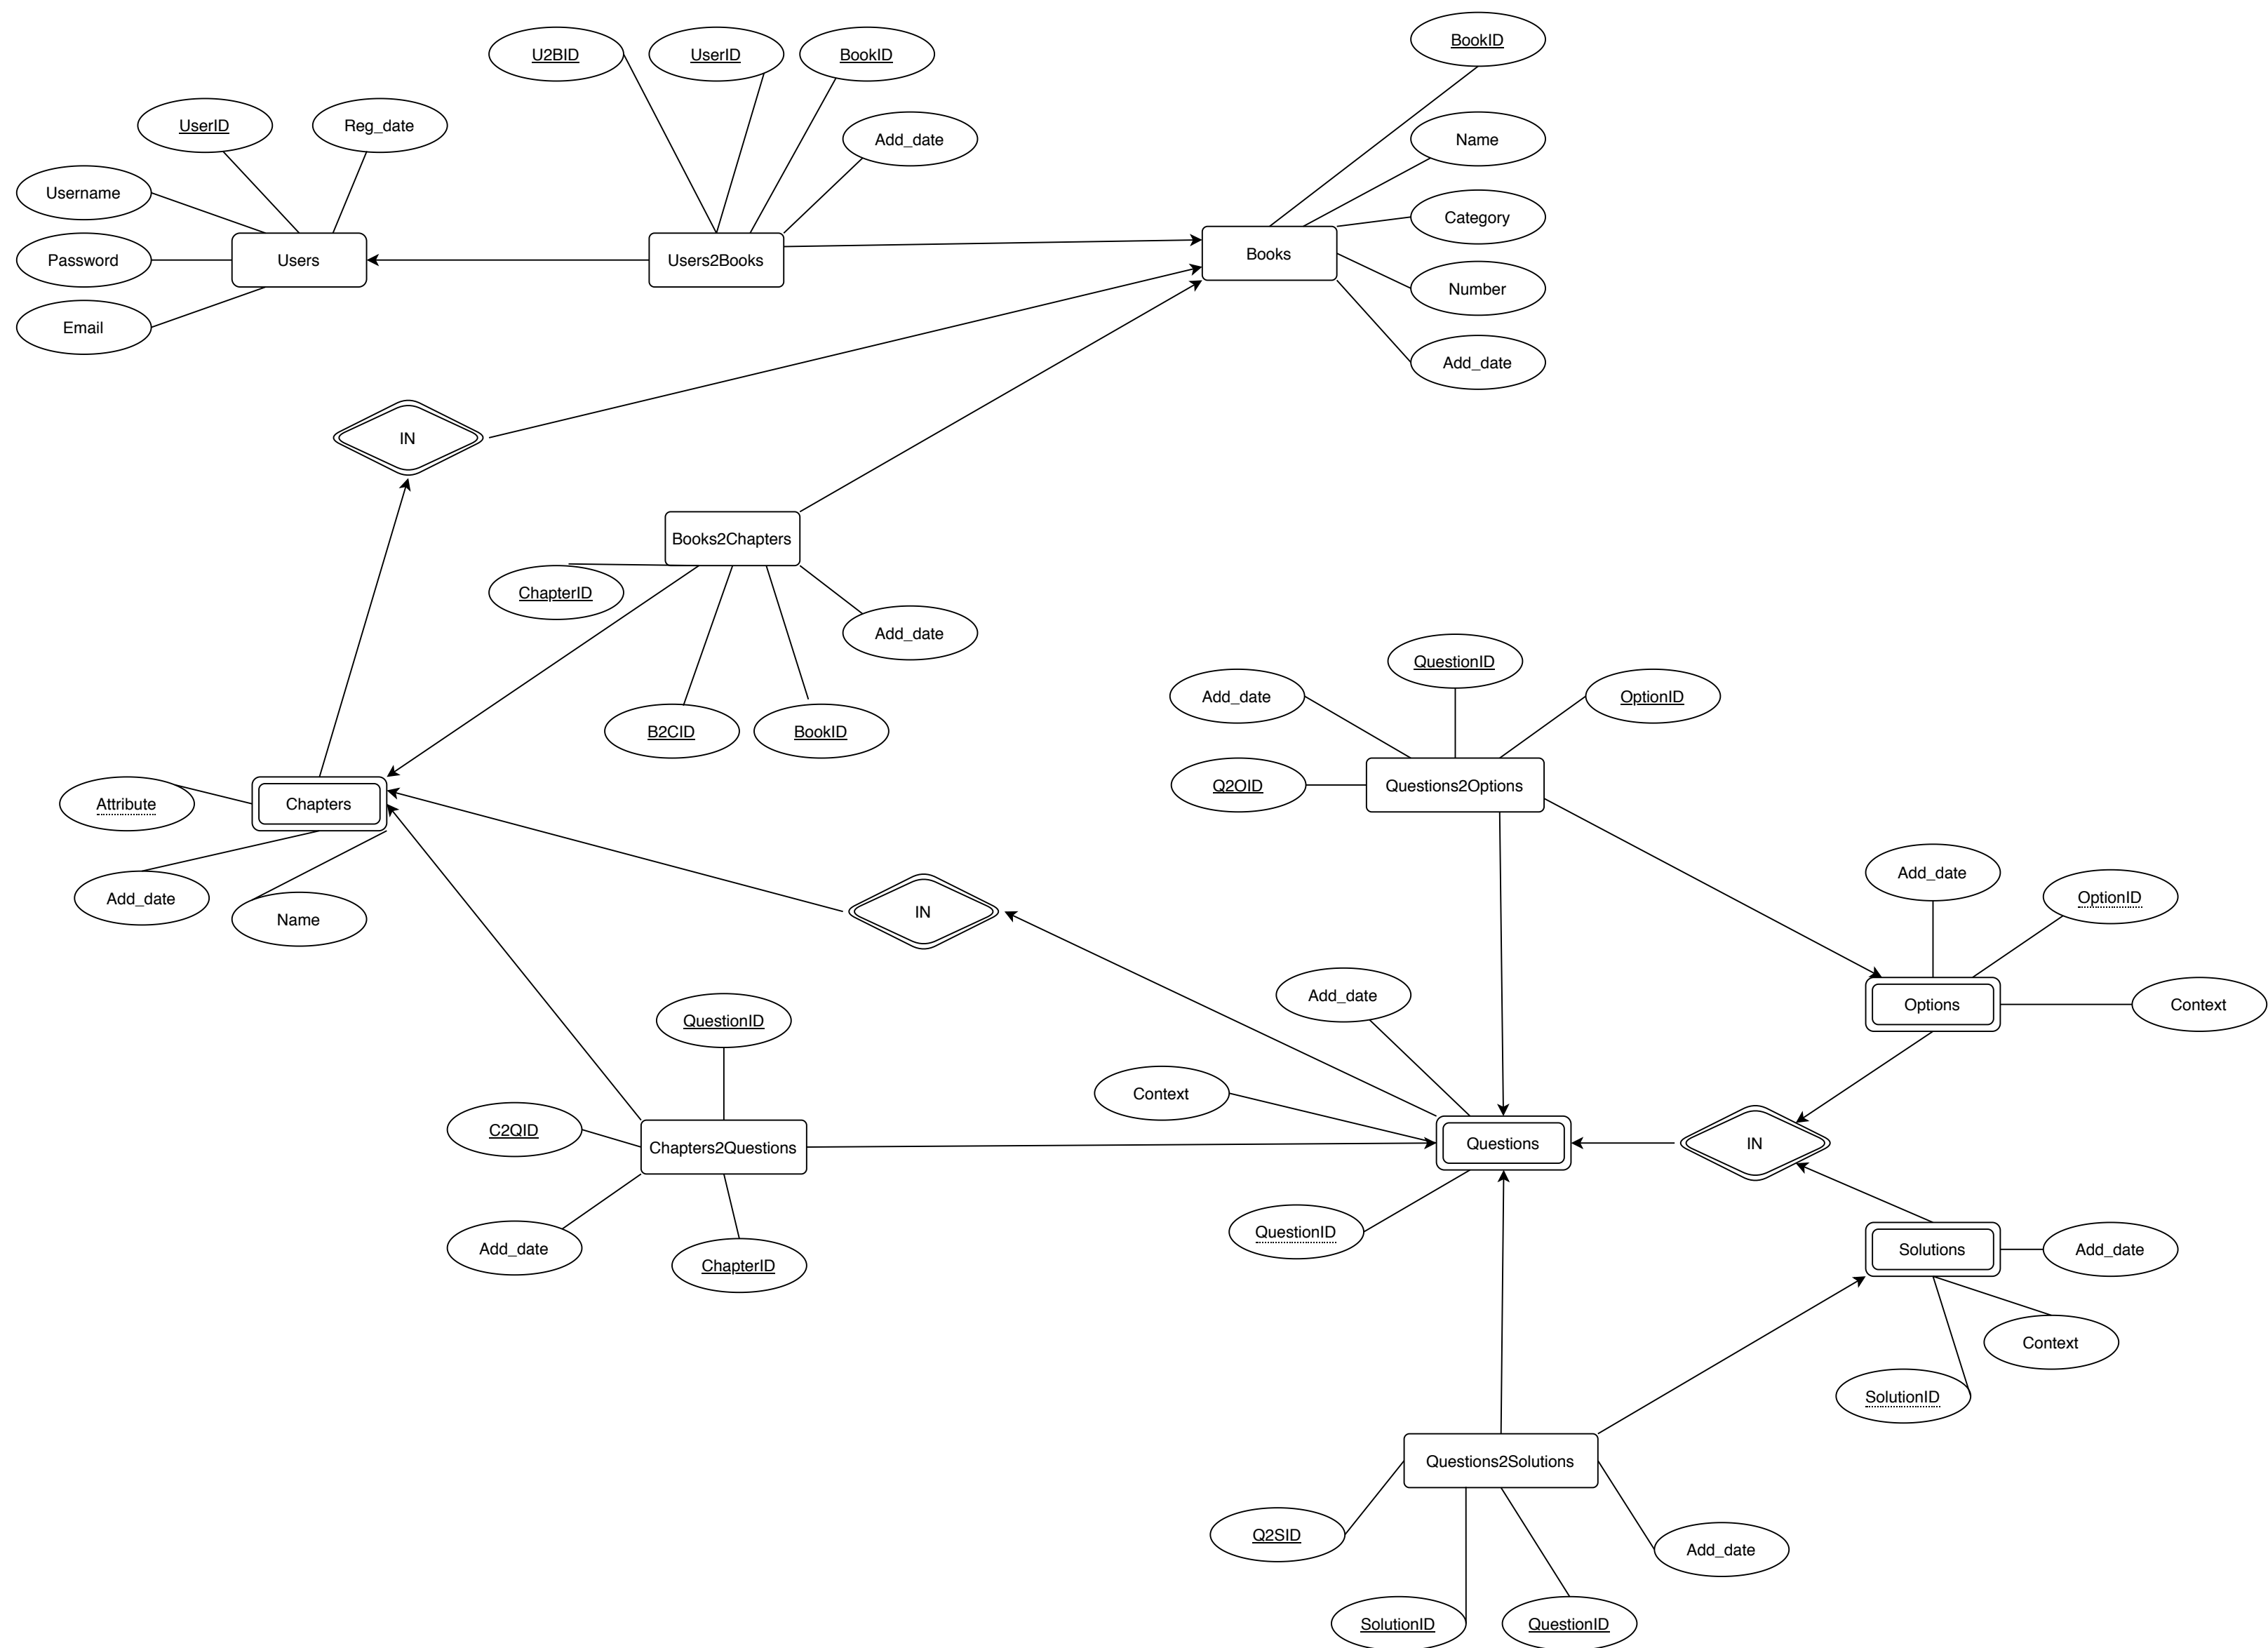 BookID
U2BID
UserID
BookID
UserID
Reg_date
Add_date
Name
Username
Category
Password
Users
Users2Books
Books
Number
Email
Add_date
IN
Books2Chapters
ChapterID
Add_date
B2CID
BookID
QuestionID
Add_date
OptionID
Q2OID
Questions2Options
Attribute
Chapters
Add_date
Name
IN
Add_date
OptionID
Add_date
Options
Context
QuestionID
Context
C2QID
Chapters2Questions
Questions
IN
Add_date
ChapterID
QuestionID
Solutions
Add_date
Context
SolutionID
Questions2Solutions
Q2SID
Add_date
SolutionID
QuestionID